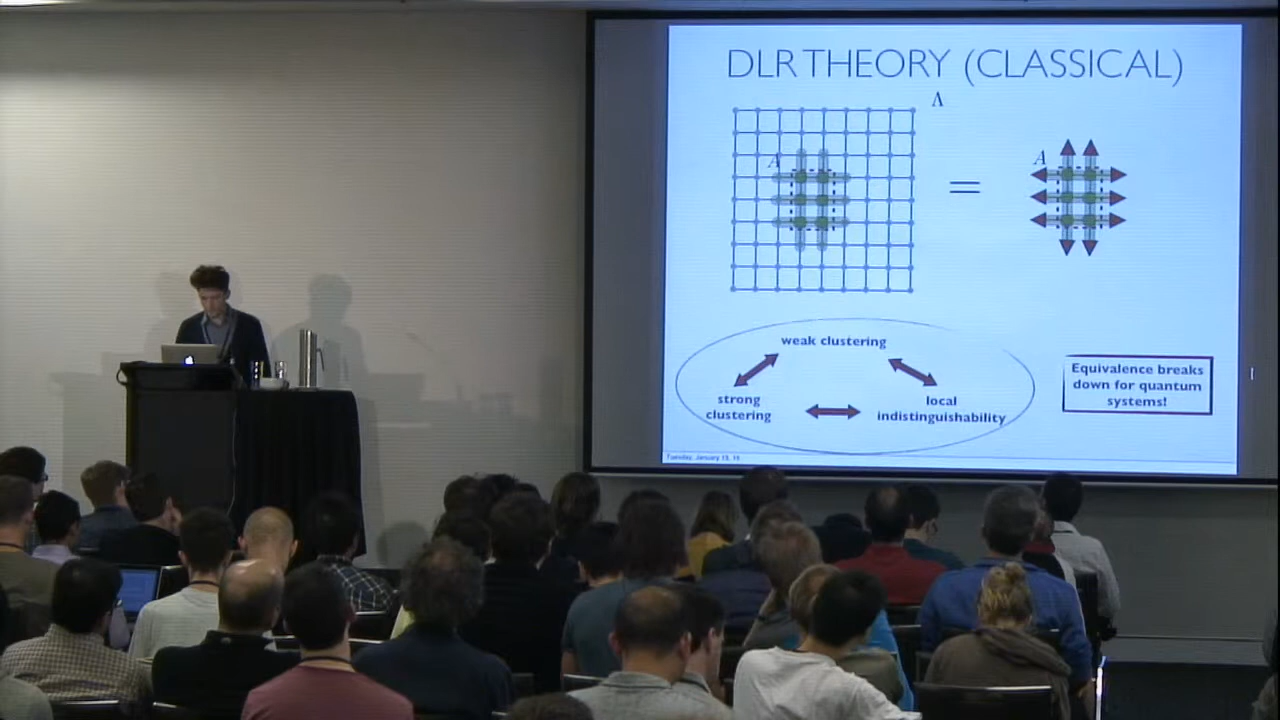 DLR THEORY (CLASSICAL)
Λ
A
=
A
weak clustering
strong
clustering
local
indistinguishability
Equivalence breaks
down for quantum
systems!